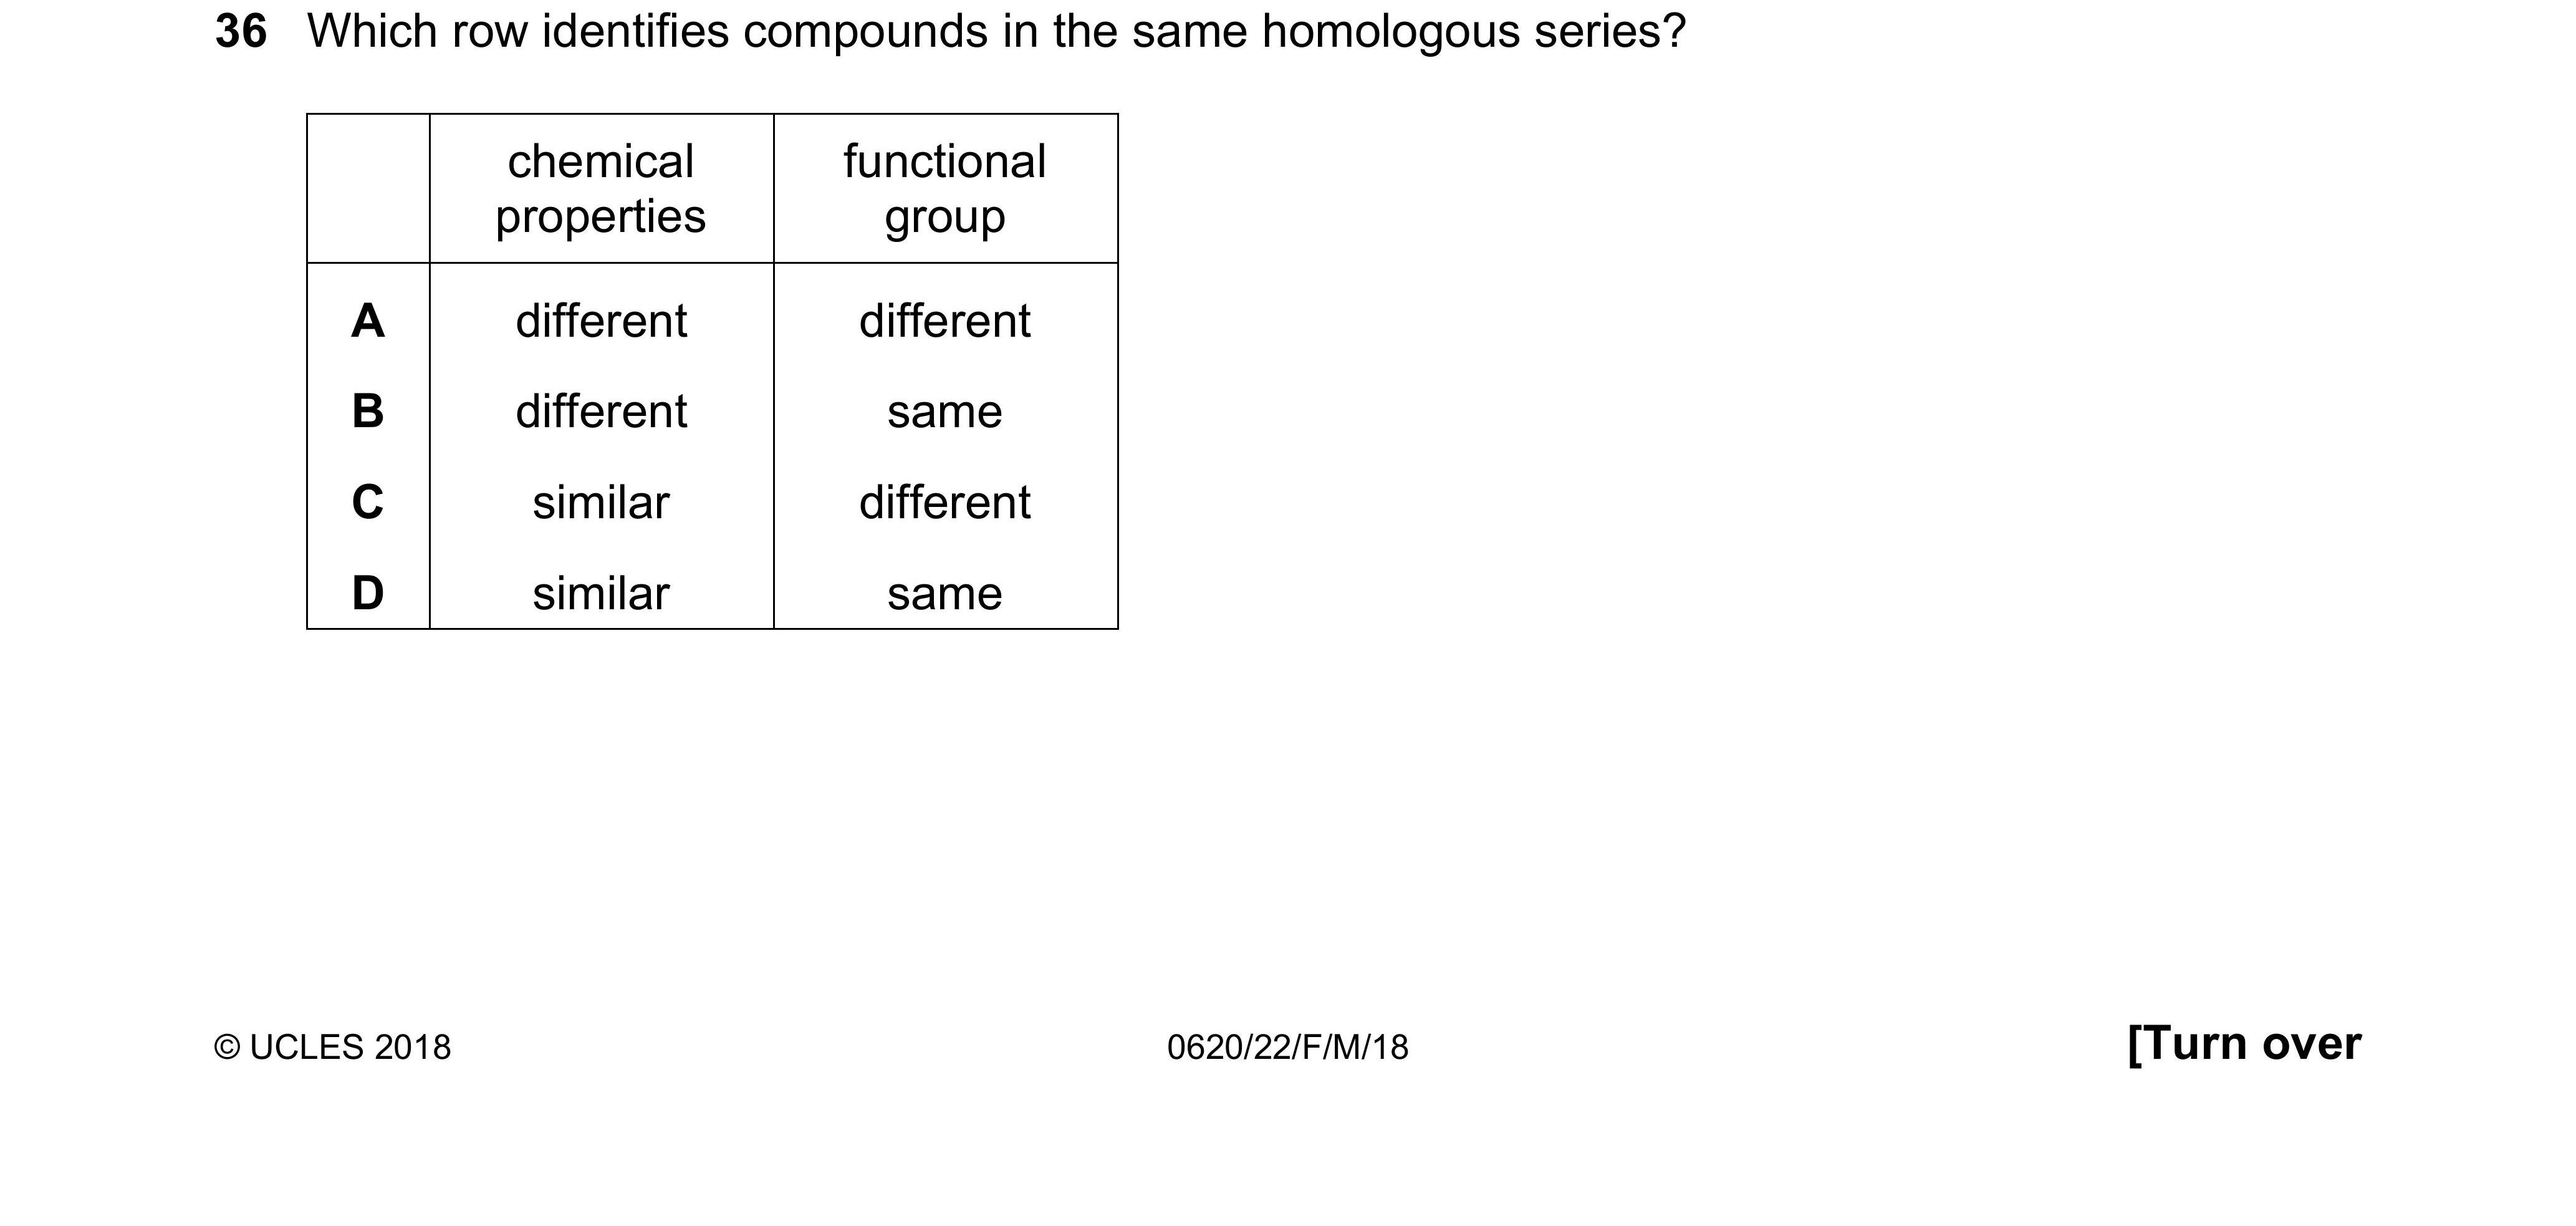 36 Which row identifies compounds in the same homologous series?
chemical properties functional group
A different different
B different same
C similar different
D similar same
© UCLES 2018 0620/22/F/M/18 [Turn over